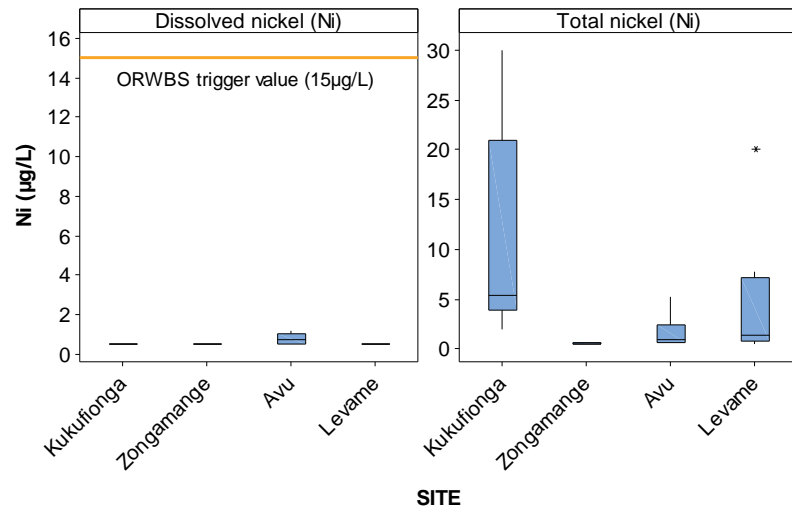 Dissolved nickel (Ni)
Total nickel (Ni)
16
14
12
10
8
6
4
2
0
ORWBS trigger value (15µg/L)
30
25
20
15
10
5
0
*
Ni (µg/L)
Kukufionga
Zongamange
Avu
Levame
Kukufionga
Zongamange
Avu
Levame
SITE